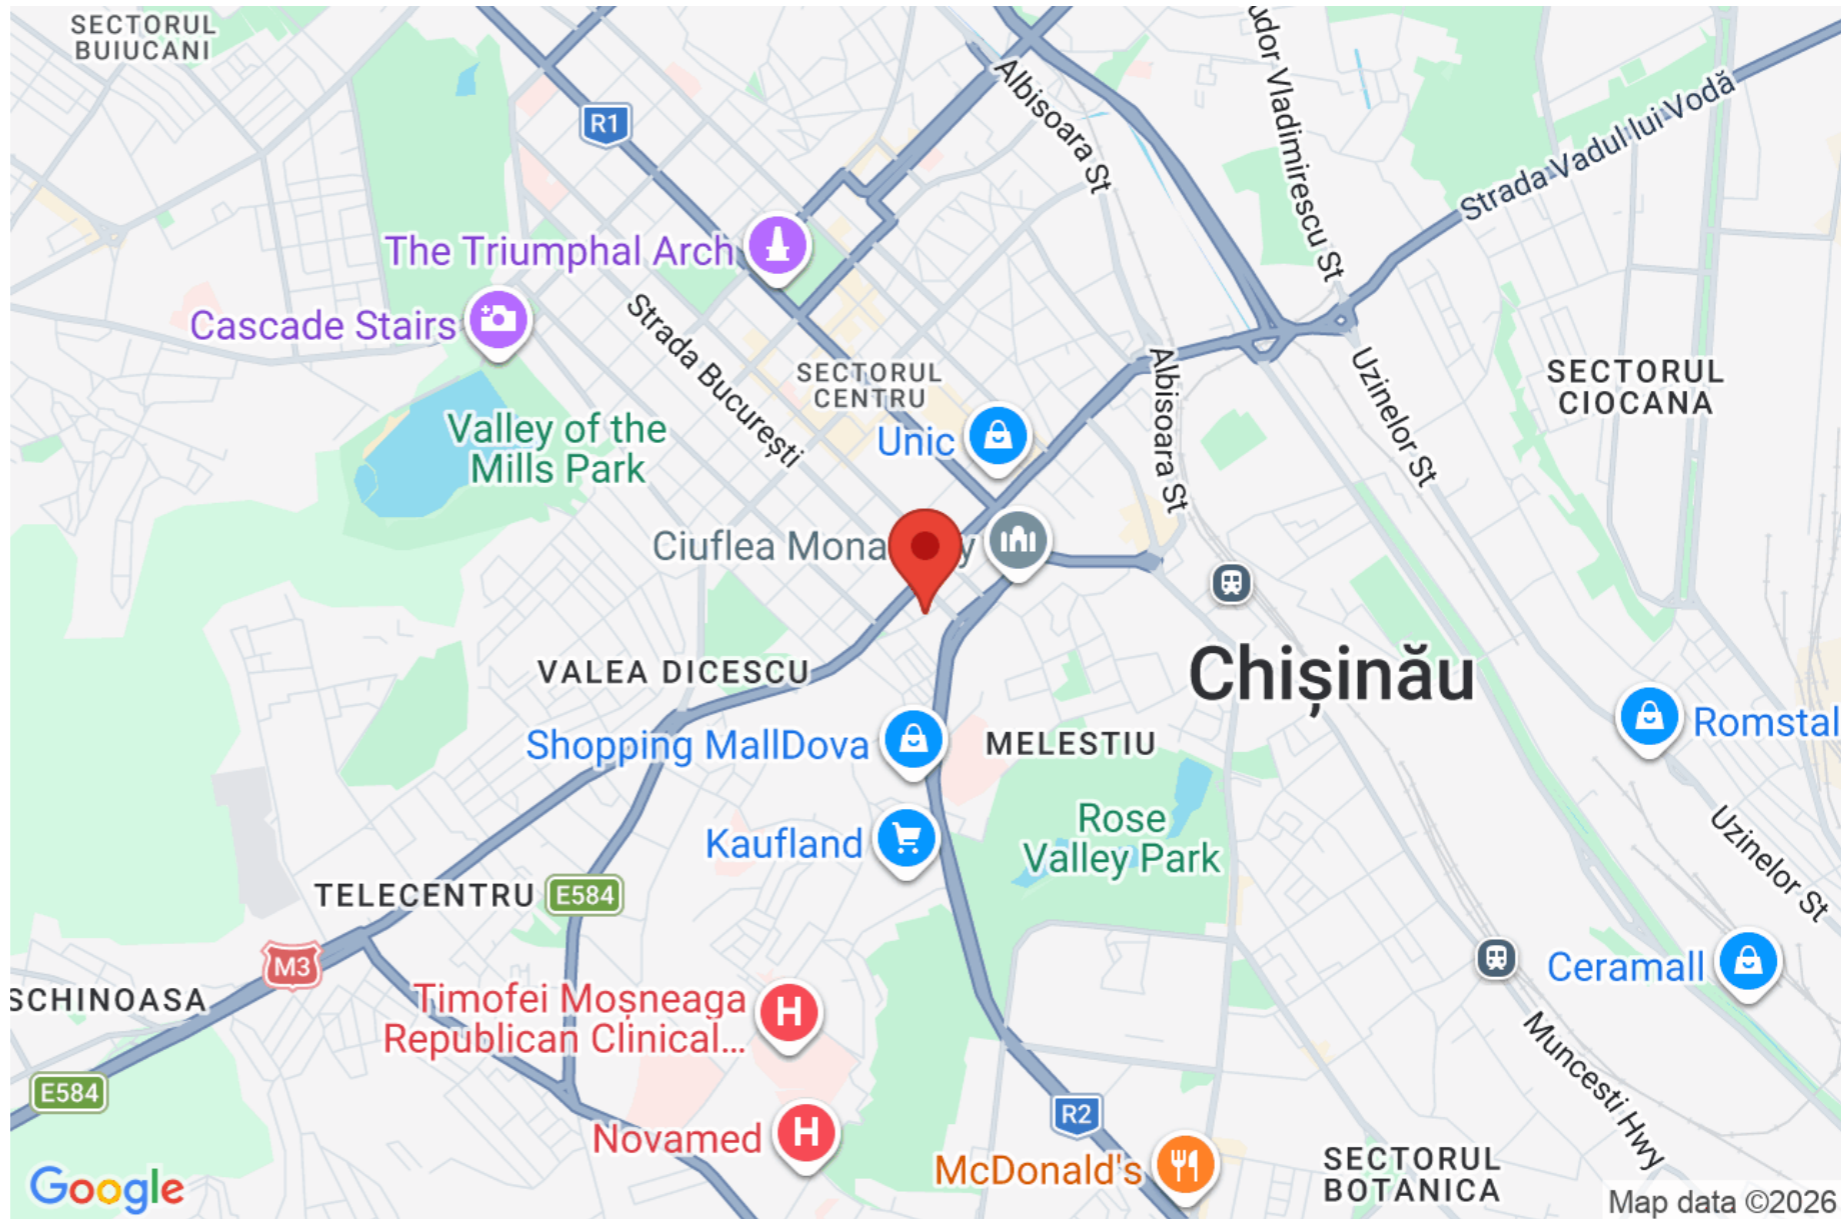 SECTORUL
BUIUCANI
R1
Albisoara St
udor Vladimirescu St
Strada Vadul lui Vodă
The Triumphal Arch
Cascade Stairs
Strada București
SECTORUL
CENTRU
Albisoara St
Uzinelor St
SECTORUL
CIOCANA
Valley of the
Mills Park
Unic
Ciuflea Mona y
VALEA DICESCU
Chișinău
Shopping MallDova
MELESTIU
Romstal
Rose
Valley Park
Kaufland
Uzinelor St
TELECENTRU
E584
M3
Ceramall
SCHINOASA
Timofei Moșneaga
Republican Clinical...
H
Muncesti Hwy
E584
R2
Novamed
H
McDonald's
SECTORUL
BOTANICA
Google
Map data ©2026